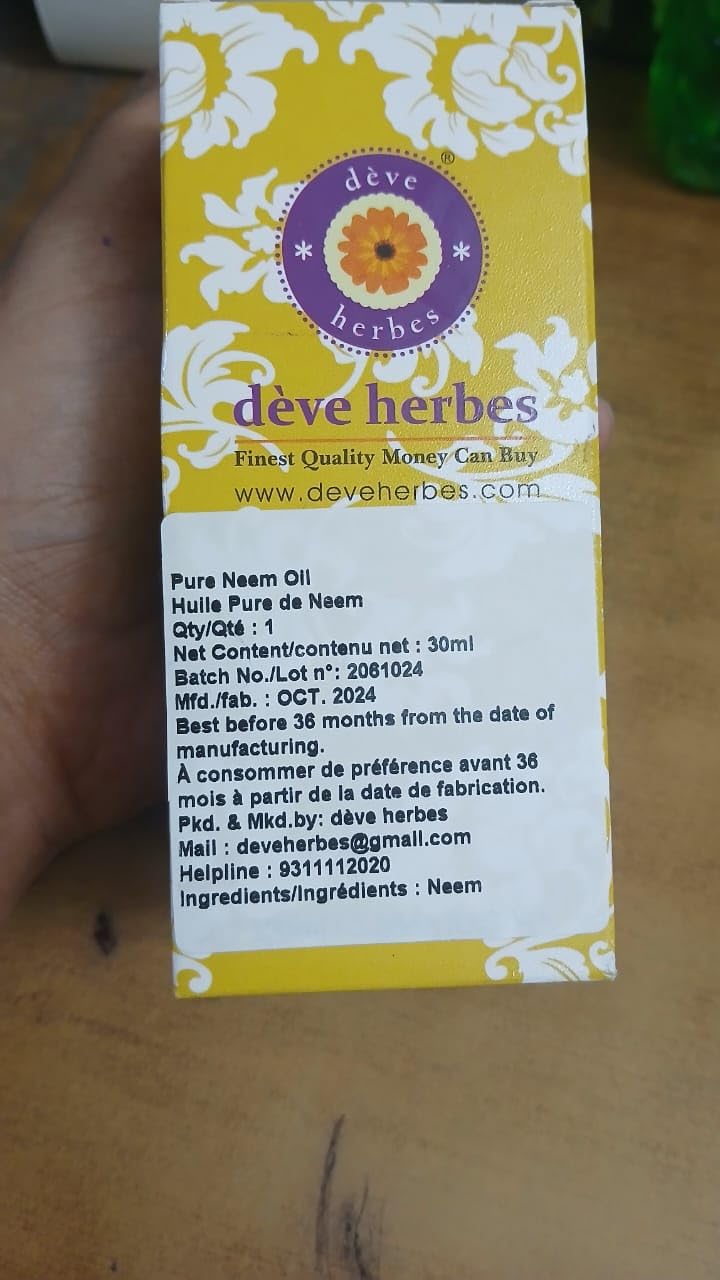 dève
®
* *
herbes
dève herbes
Finest Quality Money Can Buy
www.deveherbes.com
Pure Neem Oil
Huile Pure de Neem
Qty/Qté : 1
Net Content/contenu net : 30ml
Batch No./Lot n°: 2061024
Mfd./fab. : OCT. 2024
Best before 36 months from the date of
manufacturing.
À consommer de préférence avant 36
mois à partir de la date de fabrication.
Pkd. & Mkd.by: dève herbes
Mail : deveherbes@gmail.com
Helpline : 9311112020
Ingredients/Ingrédients : Neem